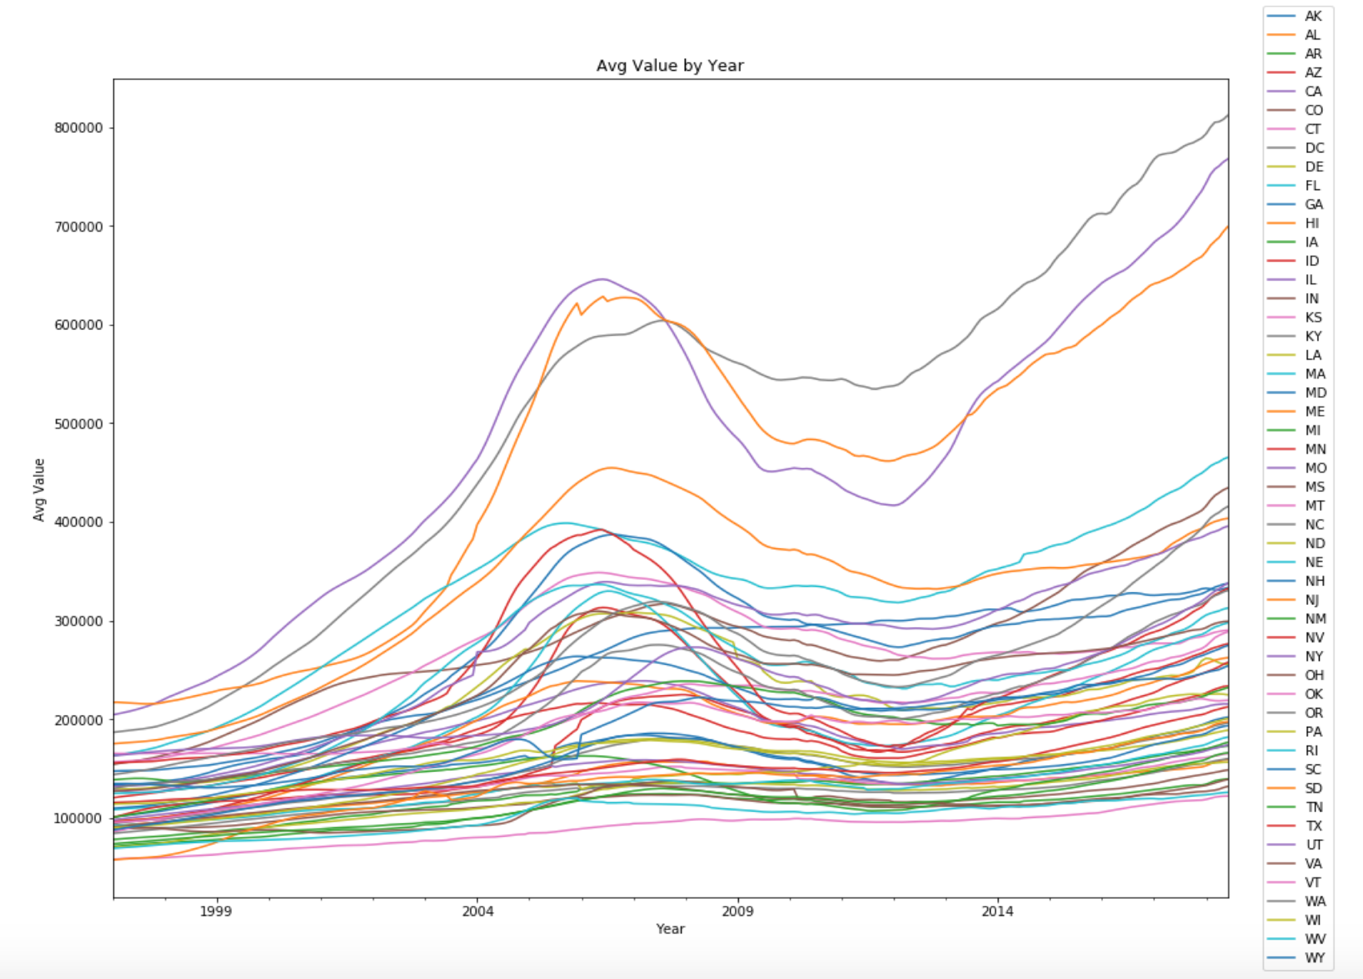 Avg Value by Year
800000
700000
600000
500000
400000
300000
200000
100000
Avg Value
1999
2004
2009
2014
Year
AK
AL
AR
AZ
CA
CO
CT
DC
DE
FL
GA
HI
IA
ID
IL
IN
KS
KY
LA
MA
MD
ME
MI
MN
MO
MS
MT
NC
ND
NE
NH
NJ
NM
NV
NY
OH
OK
OR
PA
RI
SC
SD
TN
TX
UT
VA
VT
WA
WI
WV
WY